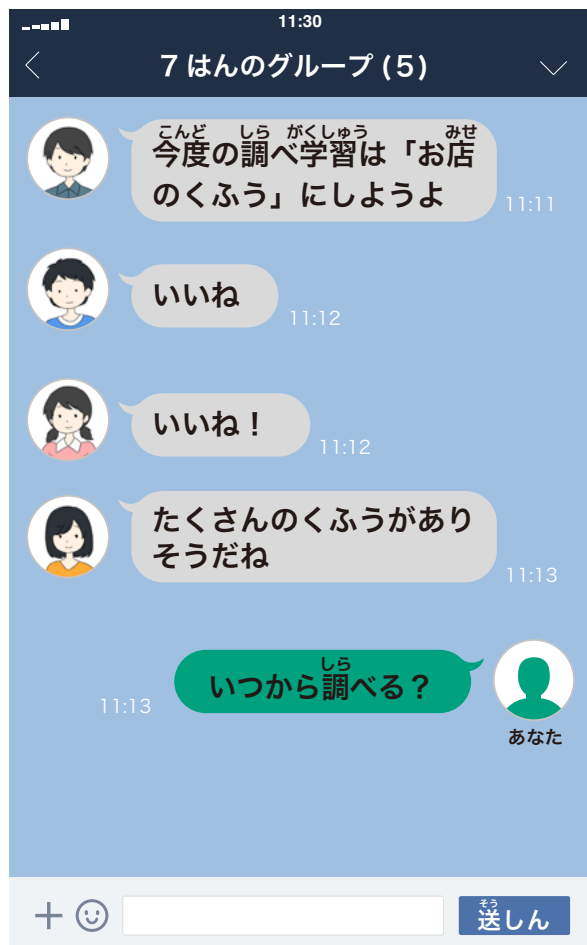 11:30
7はんのグループ(5)
こんど しら がくしゅう みせ
今度の調べ学習は「お店
のくふう」にしようよ
11:11
いいね
11:12
いいね！
11:12
たくさんのくふうがあり
そうだね
11:13
しら
いつから調べる？
11:13
あなた
そう
送しん